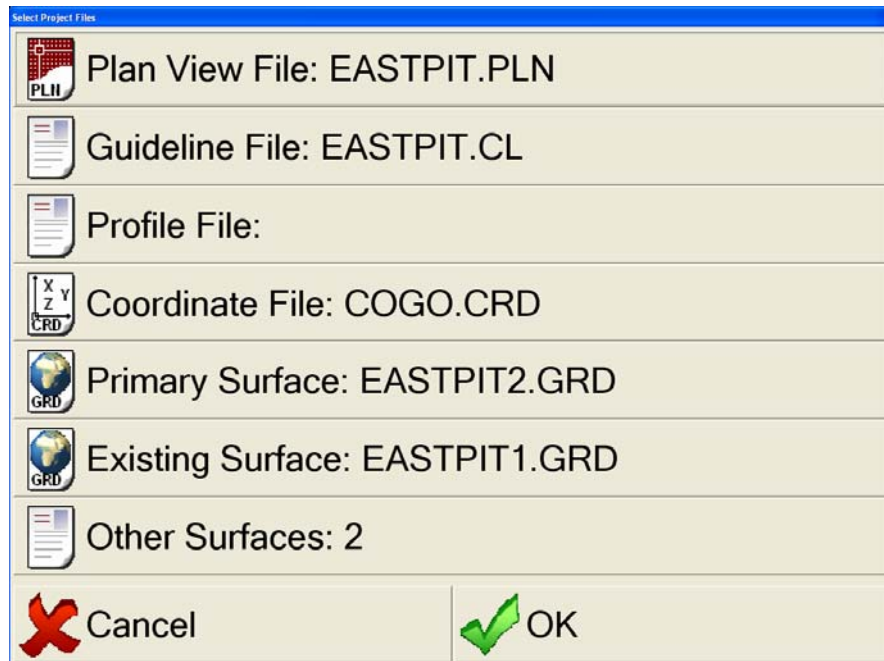 Select Project Files
PLN
Plan View File: EASTPIT.PLN
Guideline File: EASTPIT.CL
Profile File:
X Y
Z
CRD
Coordinate File: COGO.CRD
GRD
Primary Surface: EASTPIT2.GRD
GRD
Existing Surface: EASTPIT1.GRD
Other Surfaces: 2
Cancel
OK